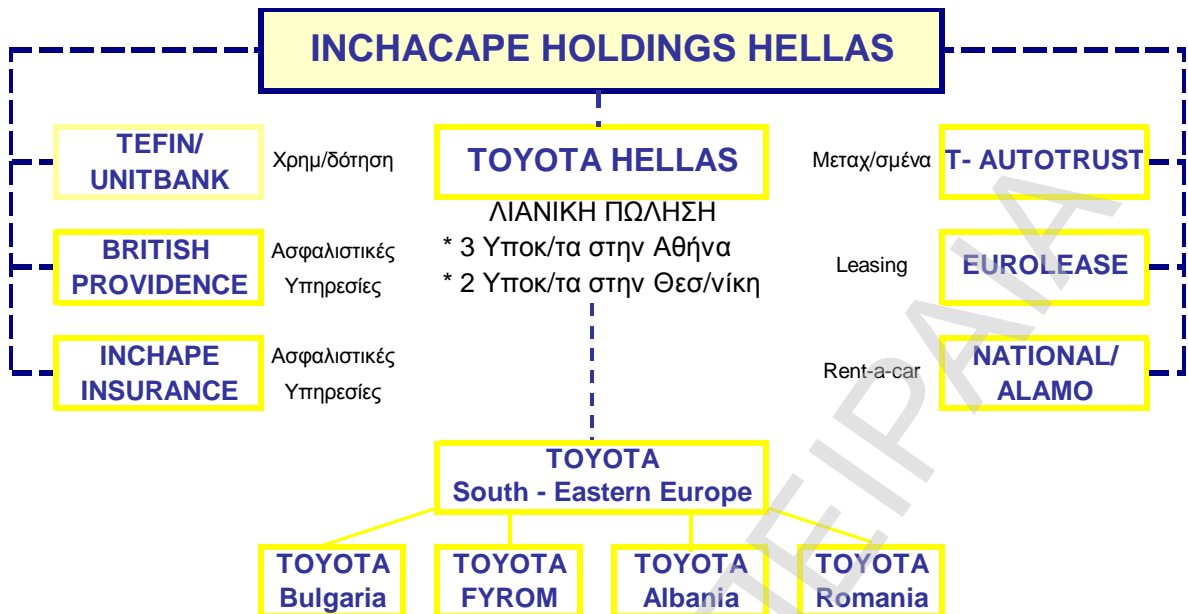 INCHACAPE HOLDINGS HELLAS
TEFIN/
UNITBANK
Χρημ/δότηση
BRITISH
PROVIDENCE
Ασφαλιστικές
Υπηρεσίες
INCHAPE
INSURANCE
Ασφαλιστικές
Υπηρεσίες
TOYOTA HELLAS
ΛΙΑΝΙΚΗ ΠΩΛΗΣΗ
* 3 Υποκ/τα στην Αθήνα
* 2 Υποκ/τα στην Θεσ/νίκη
Μεταχ/σμένα
T- AUTOTRUST
Leasing
EUROLEASE
Rent-a-car
NATIONAL/
ALAMO
TOYOTA
South - Eastern Europe
TOYOTA
Bulgaria
TOYOTA
FYROM
TOYOTA
Albania
TOYOTA
Romania
ΠΕΙΡΑΙΑ